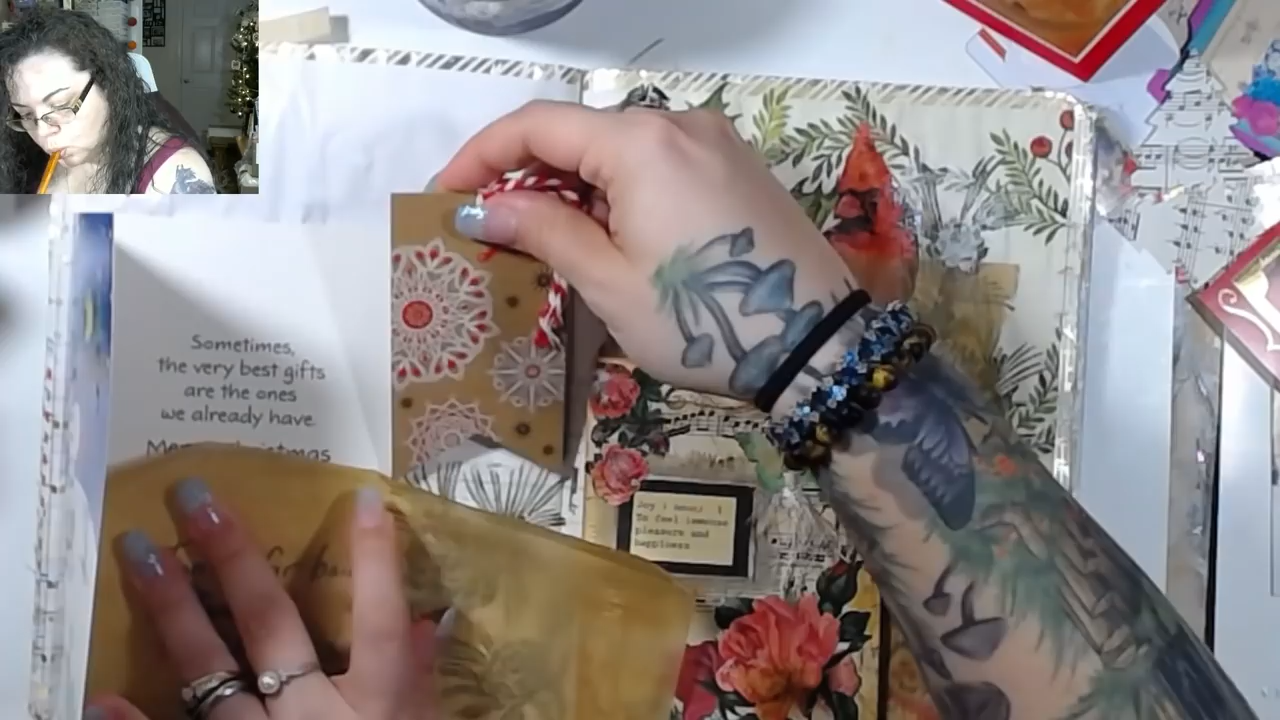 Sometimes,
the very best gifts
are the ones
we already have.
Joy ( noun: )
To feel immense
pleasure and
happiness